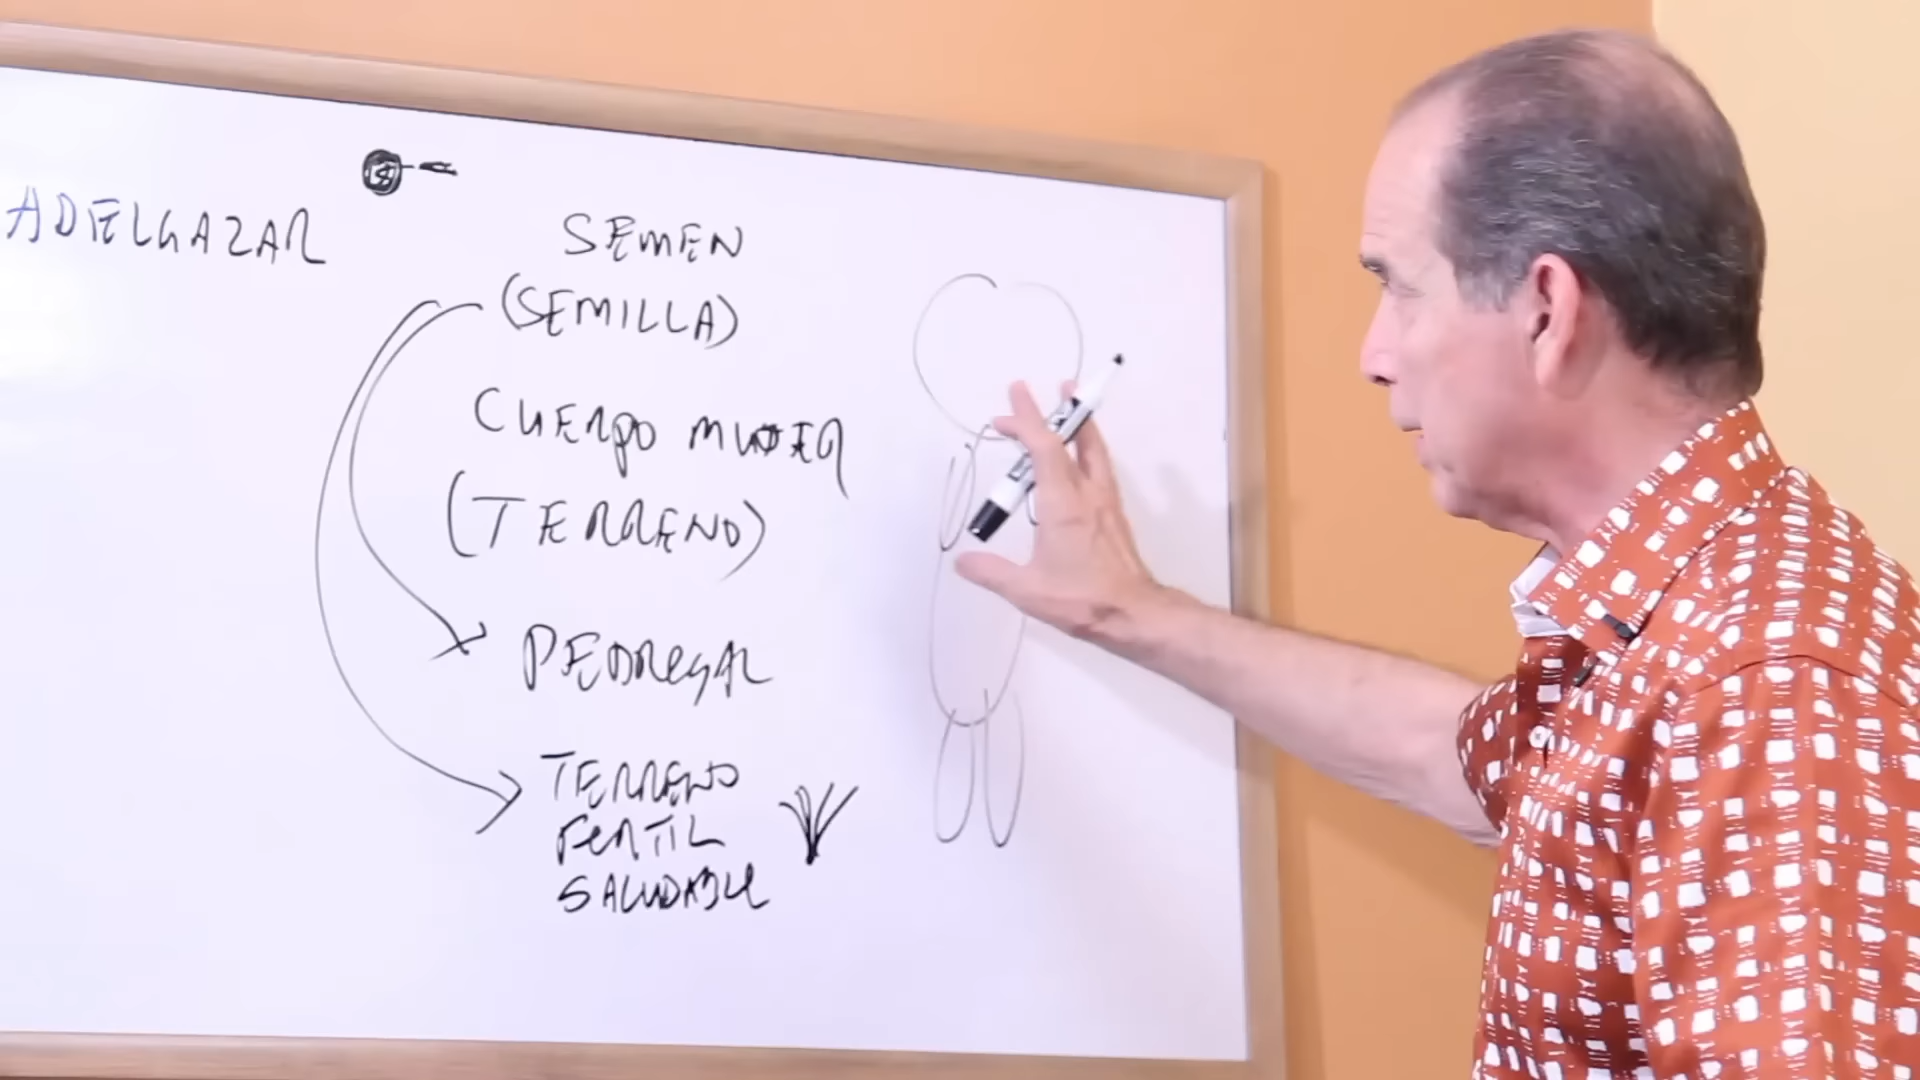 ADELGAZAR
SEMEN
(SEMILLA)
CUERPO MUJER
(TERRENO)
PEDREGAL
TERRENO
FERTIL
SALUDABLE